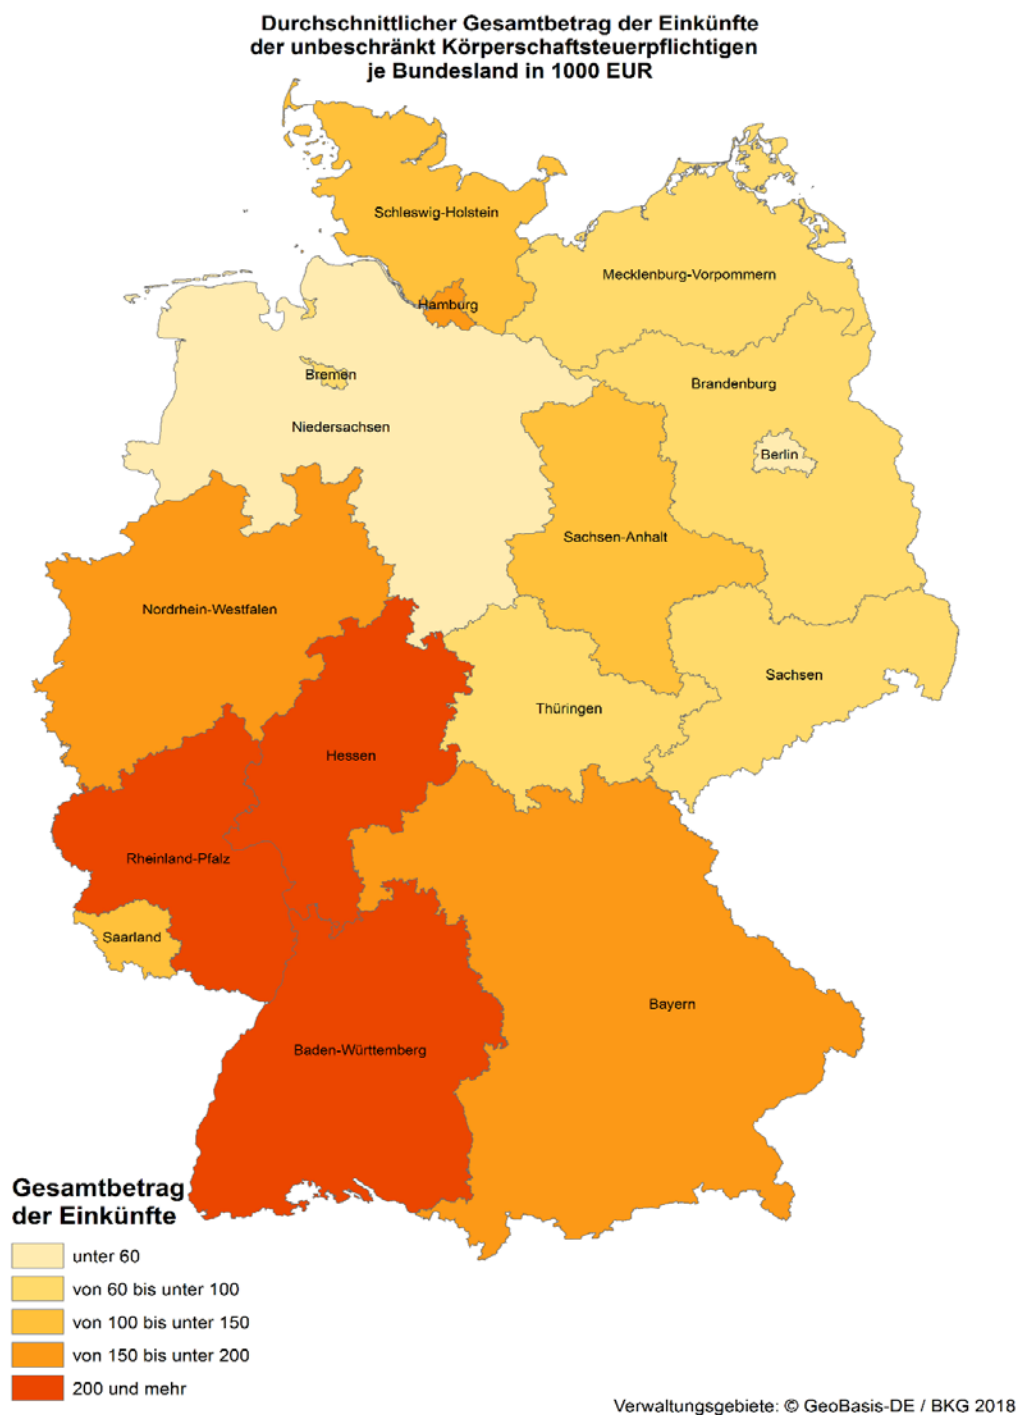 Durchschnittlicher Gesamtbetrag der Einkünfte
der unbeschränkt Körperschaftsteuerpflichtigen
je Bundesland in 1000 EUR
Schleswig-Holstein
Mecklenburg-Vorpommern
Hamburg
Bremen
Brandenburg
Niedersachsen
Berlin
Sachsen-Anhalt
Nordrhein-Westfalen
Sachsen
Thüringen
Hessen
Rheinland-Pfalz
Saarland
Bayern
Baden-Württemberg
Gesamtbetrag
der Einkünfte
unter 60
von 60 bis unter 100
von 100 bis unter 150
von 150 bis unter 200
200 und mehr
Verwaltungsgebiete: © GeoBasis-DE / BKG 2018